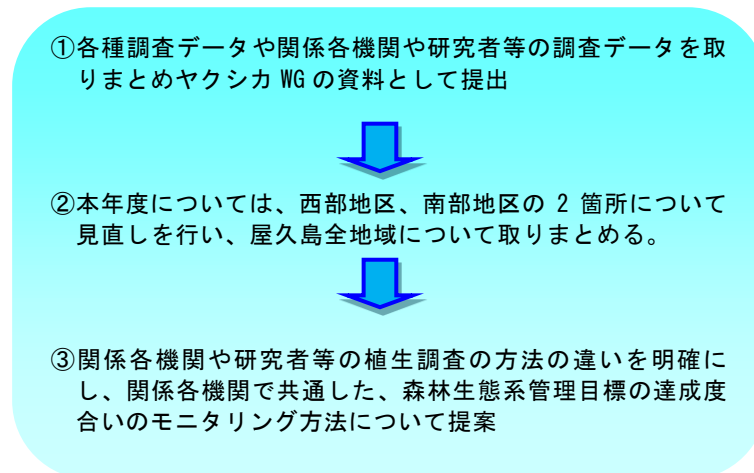 ①各種調査データや関係各機関や研究者等の調査データを取
りまとめヤクシカ WG の資料として提出
②本年度については、西部地区、南部地区の 2 箇所について
見直しを行い、屋久島全地域について取りまとめる。
③関係各機関や研究者等の植生調査の方法の違いを明確に
し、関係各機関で共通した、森林生態系管理目標の達成度
合いのモニタリング方法について提案